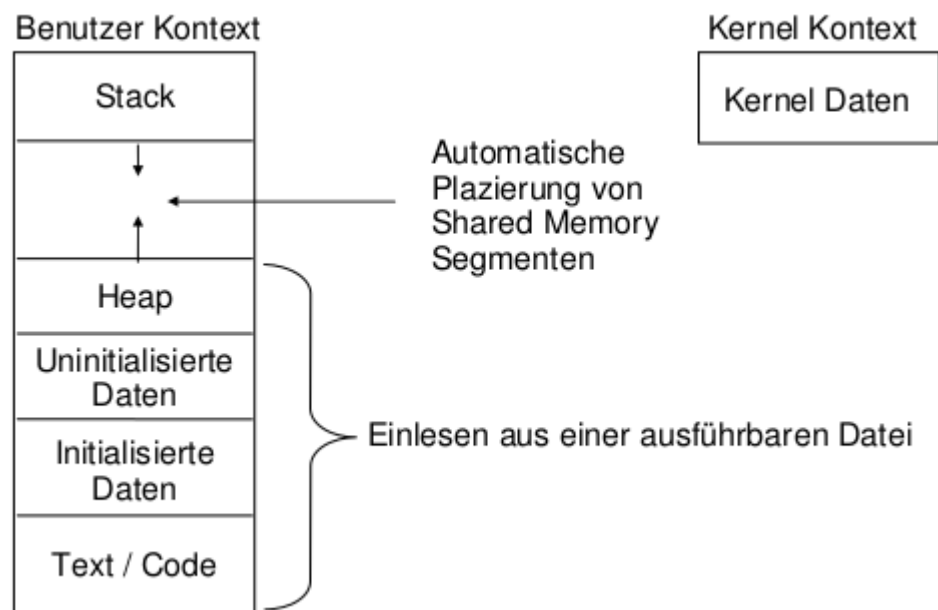 Benutzer Kontext
Kernel Kontext
Stack
Kernel Daten
Automatische
Plazierung von
Shared Memory
Segmenten
Heap
Uninitialisierte
Daten
Einlesen aus einer ausführbaren Datei
Initialisierte
Daten
Text / Code